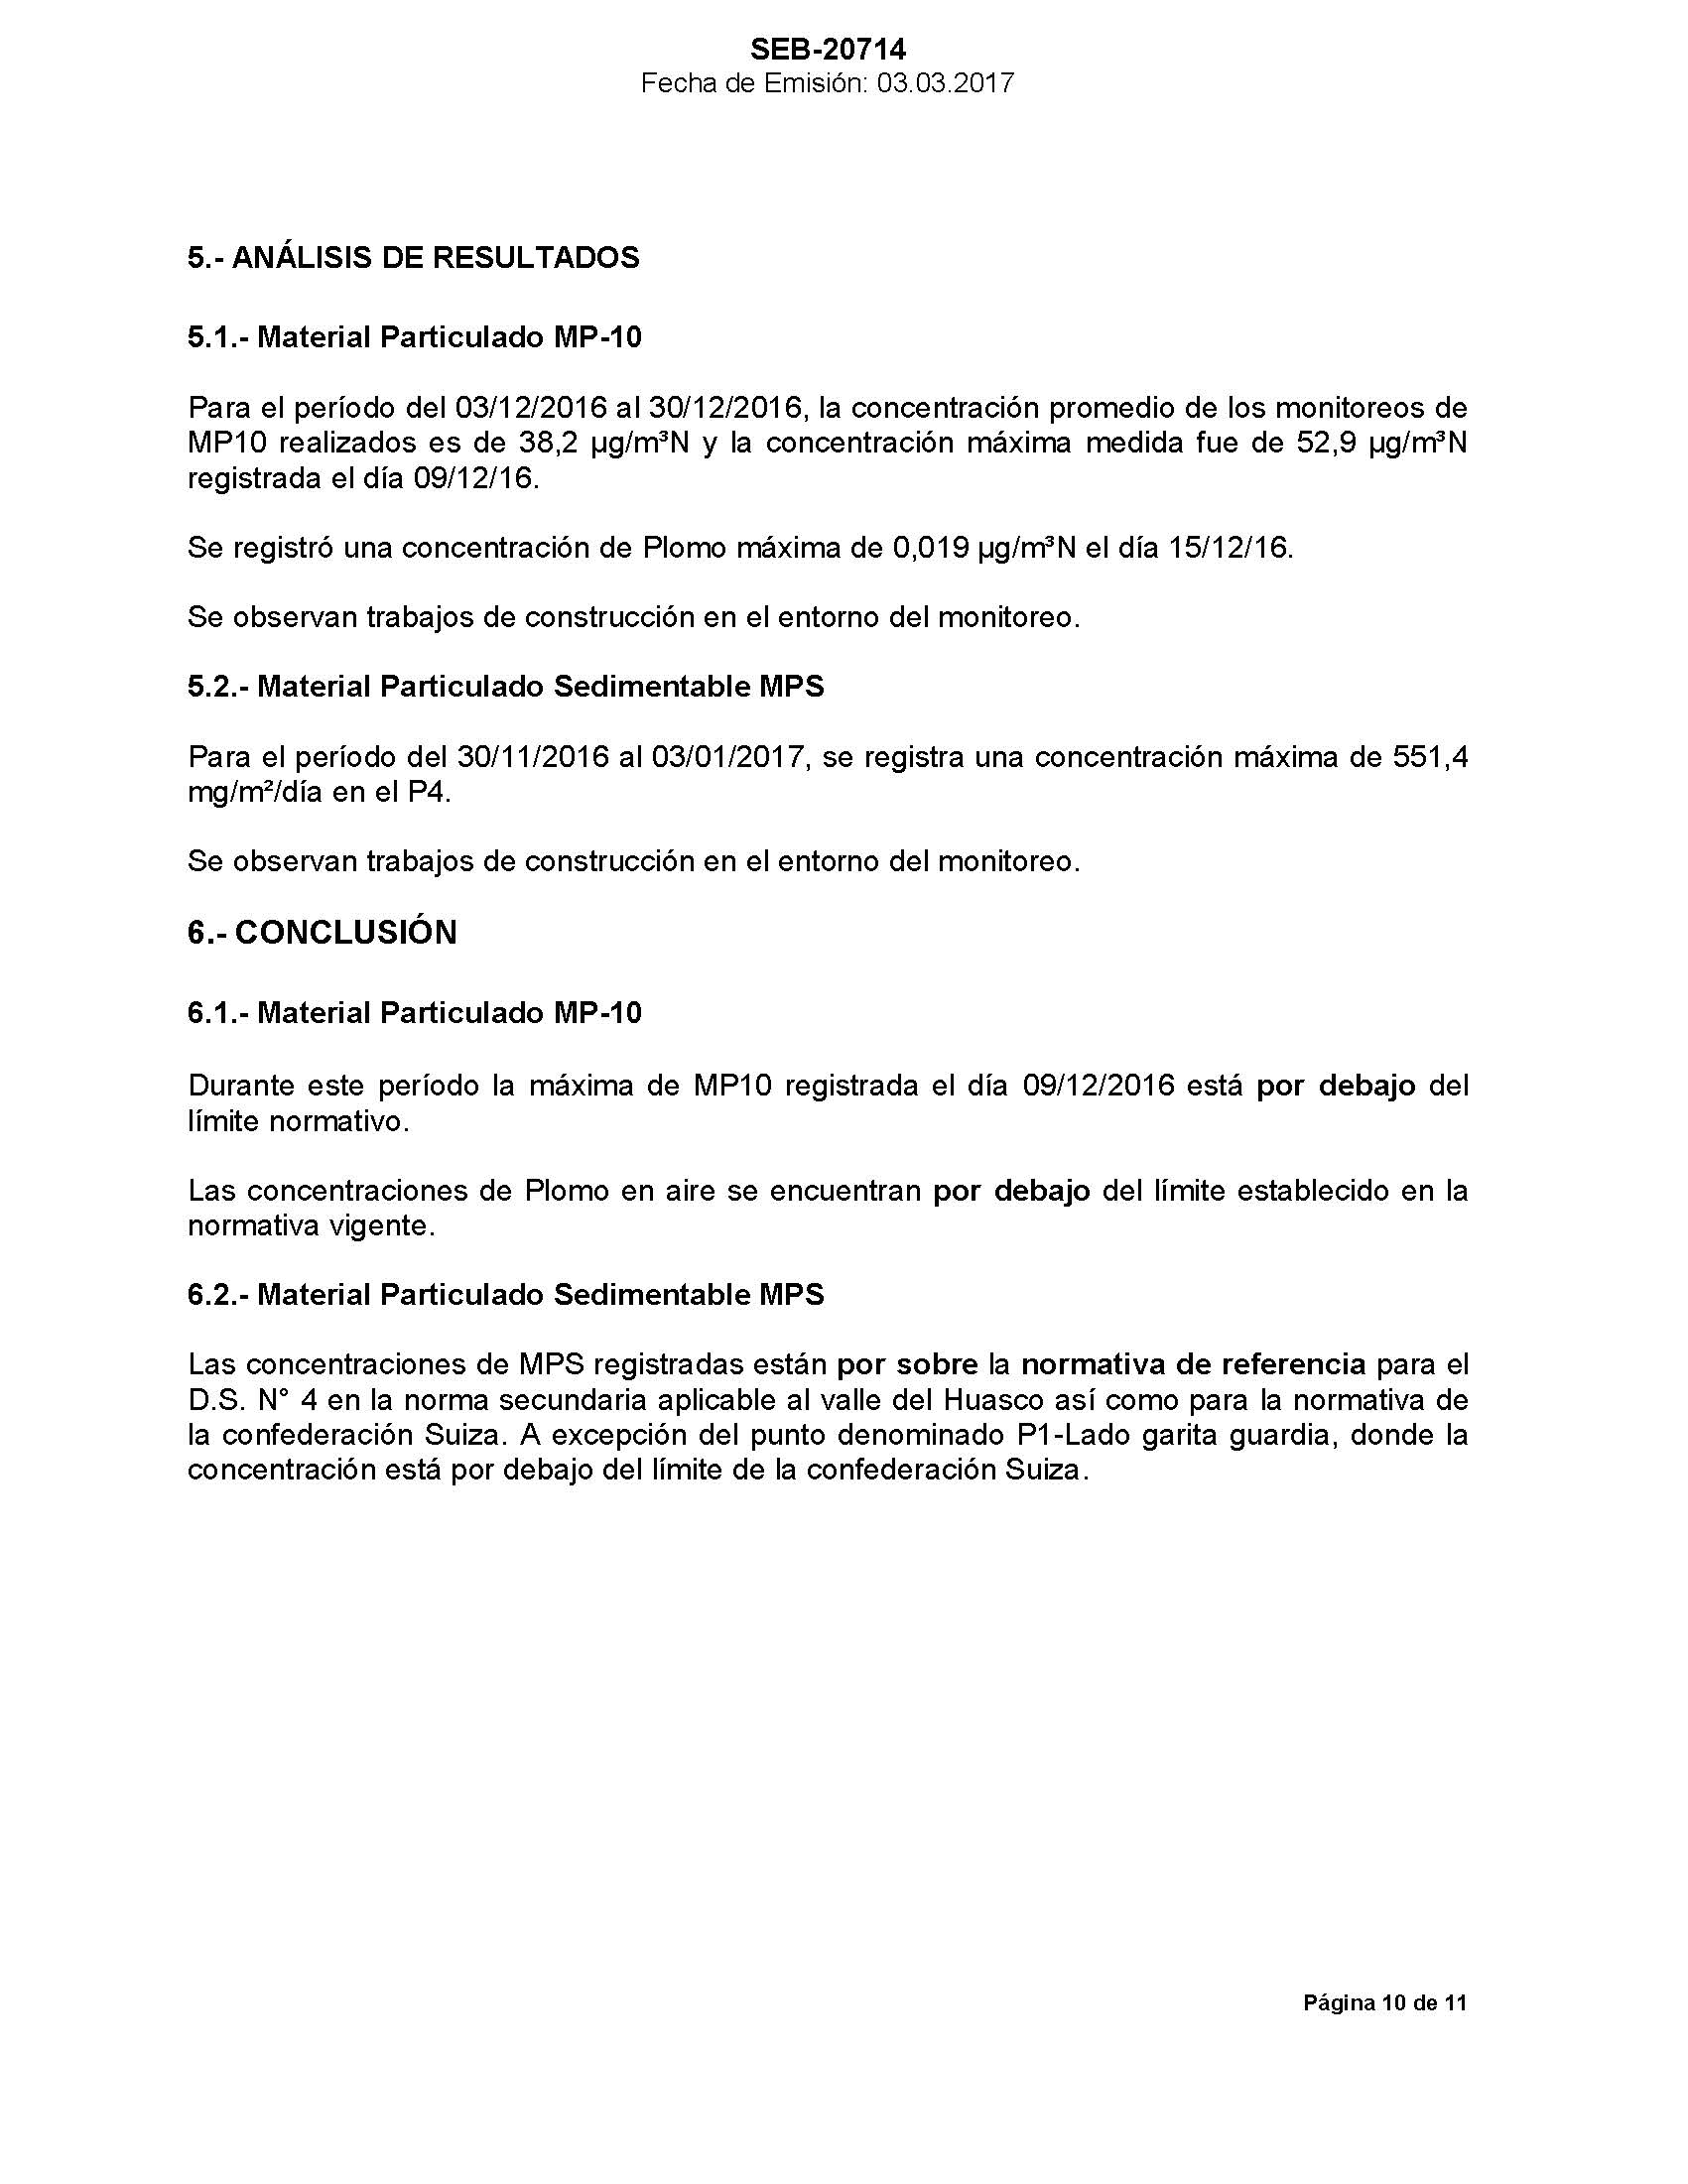 SEB-20714
Fecha de Emisión: 03.03.2017
5.- ANÁLISIS DE RESULTADOS
5.1.- Material Particulado MP-10
Para el período del 03/12/2016 al 30/12/2016, la concentración promedio de los monitoreos de
MP10 realizados es de 38,2 µg/m³N y la concentración máxima medida fue de 52,9 µg/m³N
registrada el día 09/12/16.
Se registró una concentración de Plomo máxima de 0,019 µg/m³N el día 15/12/16.
Se observan trabajos de construcción en el entorno del monitoreo.
5.2.- Material Particulado Sedimentable MPS
Para el período del 30/11/2016 al 03/01/2017, se registra una concentración máxima de 551,4
mg/m²/día en el P4.
Se observan trabajos de construcción en el entorno del monitoreo.
6.- CONCLUSIÓN
6.1.- Material Particulado MP-10
Durante este período la máxima de MP10 registrada el día 09/12/2016 está por debajo del
límite normativo.
Las concentraciones de Plomo en aire se encuentran por debajo del límite establecido en la
normativa vigente.
6.2.- Material Particulado Sedimentable MPS
Las concentraciones de MPS registradas están por sobre la normativa de referencia para el
D.S. N° 4 en la norma secundaria aplicable al valle del Huasco así como para la normativa de
la confederación Suiza. A excepción del punto denominado P1-Lado garita guardia, donde la
concentración está por debajo del límite de la confederación Suiza.
Página 10 de 11